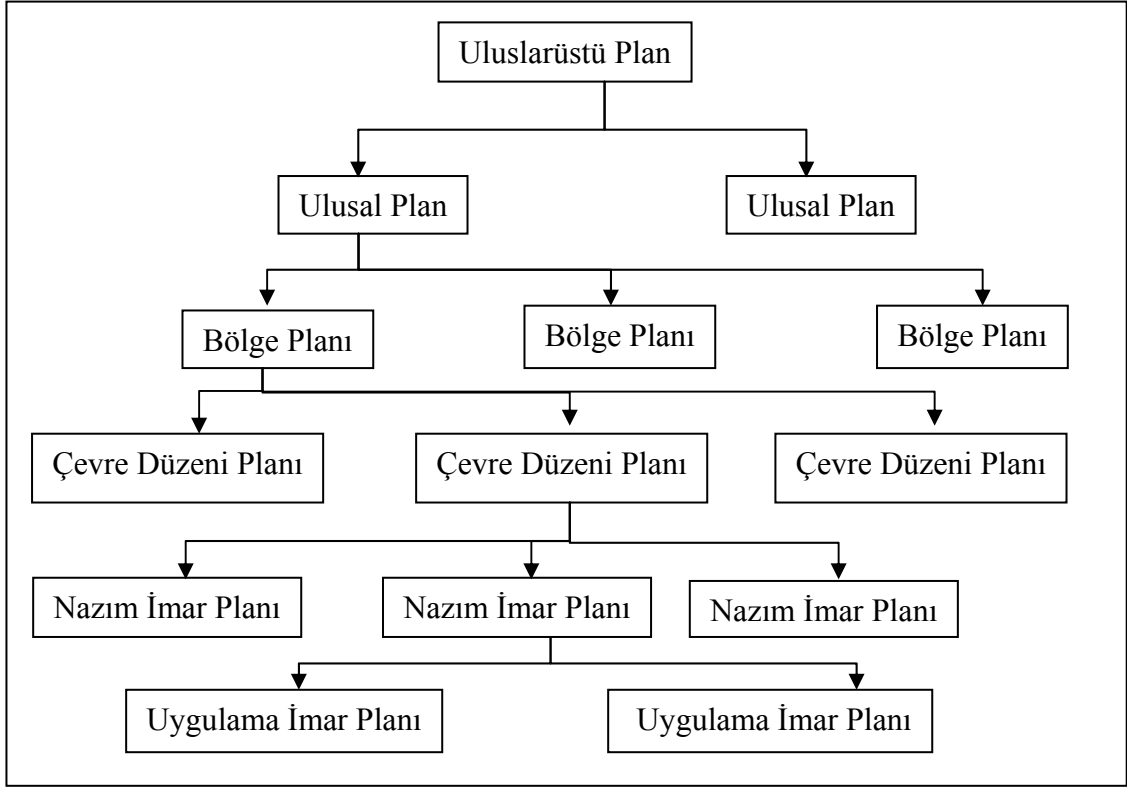 Uluslarüstü Plan
Ulusal Plan
Ulusal Plan
Bölge Planı
Bölge Planı
Bölge Planı
Çevre Düzeni Planı
Çevre Düzeni Planı
Çevre Düzeni Planı
Nazım İmar Planı
Nazım İmar Planı
Nazım İmar Planı
Uygulama İmar Planı
Uygulama İmar Planı